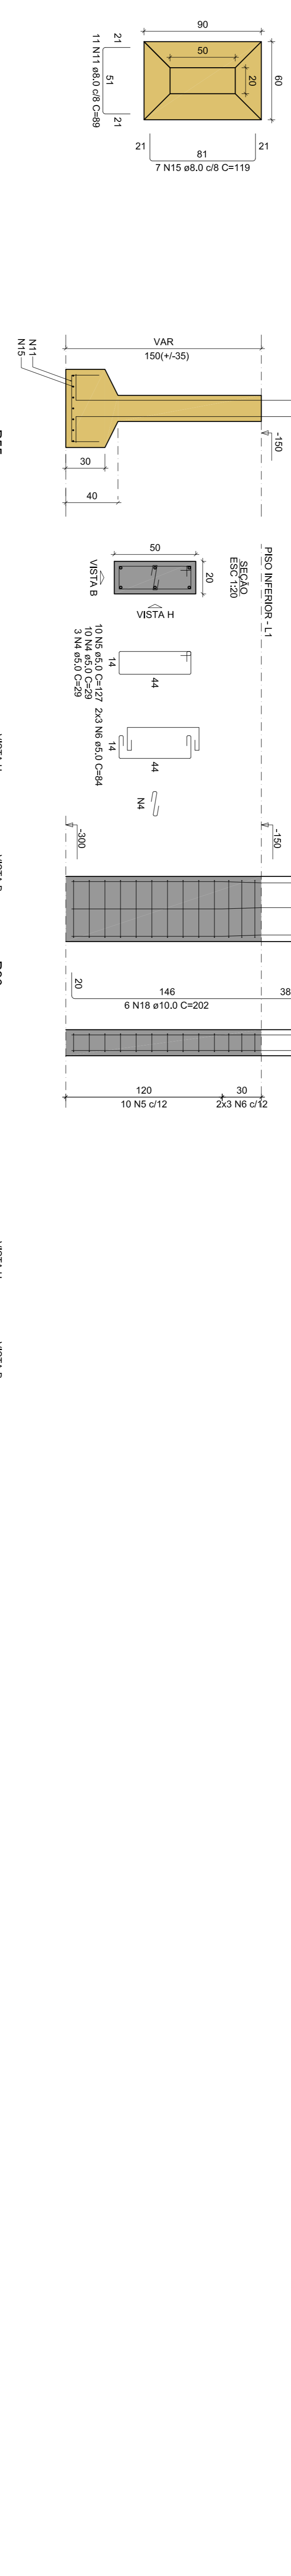 90
50
20
60
21
51
21
11 N11 ø8.0 c/8 C=89
21
81
21
7 N15 ø8.0 c/8 C=119
VAR
150(+/-35)
N11
N15
-150
30
40
PISO INFERIOR - L1
SEÇÃO
ESC 1:20
50
20
VISTA B
VISTA H
10 N5 ø5.0 C=127
10 N4 ø5.0 C=29
3 N4 ø5.0 C=29
14
44
2x3 N6 ø5.0 C=84
14
44
N4
-300
-150
20
146
38
6 N18 ø10.0 C=202
120
30
10 N5 c/12
2x3 N6 c/12